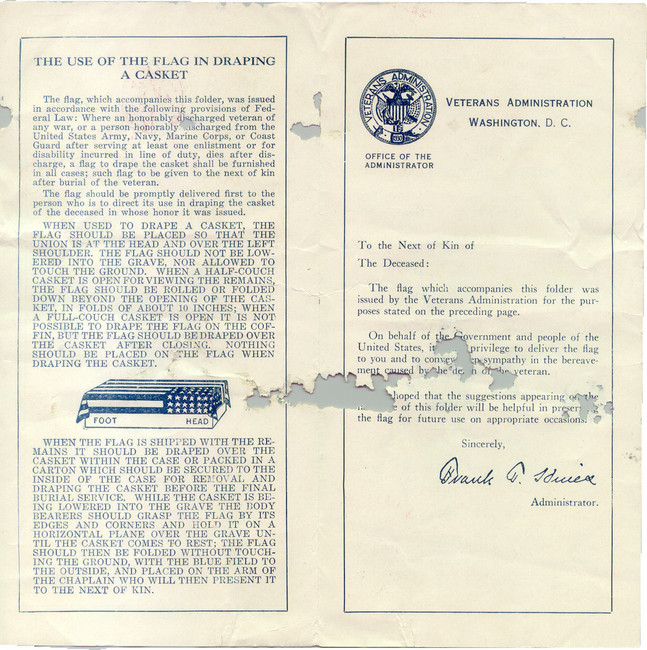 THE USE OF THE FLAG IN DRAPING
A CASKET
The flag, which accompanies this folder, was issued
in accordance with the following provisions of Fed-
eral Law: Where an honorably discharged veteran of
any war, or a person honorably discharged from the
United States Army, Navy, Marine Corps, or Coast
Guard after serving at least one enlistment or for
disability incurred in line of duty, dies after dis-
charge, a flag to drape the casket shall be furnished
in all cases; such flag to be given to the next of kin
after burial of the veteran.
The flag should be promptly delivered first to the
person who is to direct its use in draping the casket
of the deceased in whose honor it was issued.
WHEN USED TO DRAPE A CASKET, THE
FLAG SHOULD BE PLACED SO THAT THE
UNION IS AT THE HEAD AND OVER THE LEFT
SHOULDER. THE FLAG SHOULD NOT BE LOW-
ERED INTO THE GRAVE, NOR ALLOWED TO
TOUCH THE GROUND. WHEN A HALF-COUCH
CASKET IS OPEN FOR VIEWING THE REMAINS,
THE FLAG SHOULD BE ROLLED OR FOLDED
DOWN BEYOND THE OPENING OF THE CAS-
KET, IN FOLDS OF ABOUT 10 INCHES; WHEN
A FULL-COUCH CASKET IS OPEN IT IS NOT
POSSIBLE TO DRAPE THE FLAG ON THE COF-
FIN, BUT THE FLAG SHOULD BE DRAPED OVER
THE CASKET AFTER CLOSING. NOTHING
SHOULD BE PLACED ON THE FLAG WHEN
DRAPING THE CASKET.
FOOT HEAD
WHEN THE FLAG IS SHIPPED WITH THE RE-
MAINS IT SHOULD BE DRAPED OVER THE
CASKET WITHIN THE CASE OR PACKED IN A
CARTON WHICH SHOULD BE SECURED TO THE
INSIDE OF THE CASE FOR REMOVAL AND
DRAPING THE CASKET BEFORE THE FINAL
BURIAL SERVICE. WHILE THE CASKET IS BE-
ING LOWERED INTO THE GRAVE THE BODY
BEARERS SHOULD GRASP THE FLAG BY ITS
EDGES AND CORNERS AND HOLD IT ON A
HORIZONTAL PLANE OVER THE GRAVE UN-
TIL THE CASKET COMES TO REST; THE FLAG
SHOULD THEN BE FOLDED WITHOUT TOUCH-
ING THE GROUND, WITH THE BLUE FIELD TO
THE OUTSIDE, AND PLACED ON THE ARM OF
THE CHAPLAIN WHO WILL THEN PRESENT IT
TO THE NEXT OF KIN.
VETERANS ADMINISTRATION
VETERANS ADMINISTRATION
WASHINGTON, D. C.
OFFICE OF THE
ADMINISTRATOR
To the Next of Kin of
The Deceased:
The flag which accompanies this folder was
issued by the Veterans Administration for the pur-
poses stated on the preceding page.
On behalf of the Government and people of the
United States, privilege to deliver the flag
to you and to convey sympathy in the bereave-
ment caused by the of the veteran.
hoped that the suggestions appearing on the
of this folder will be helpful in
the flag for future use on appropriate occasions.
Sincerely,
Frank T. Hines
Administrator.